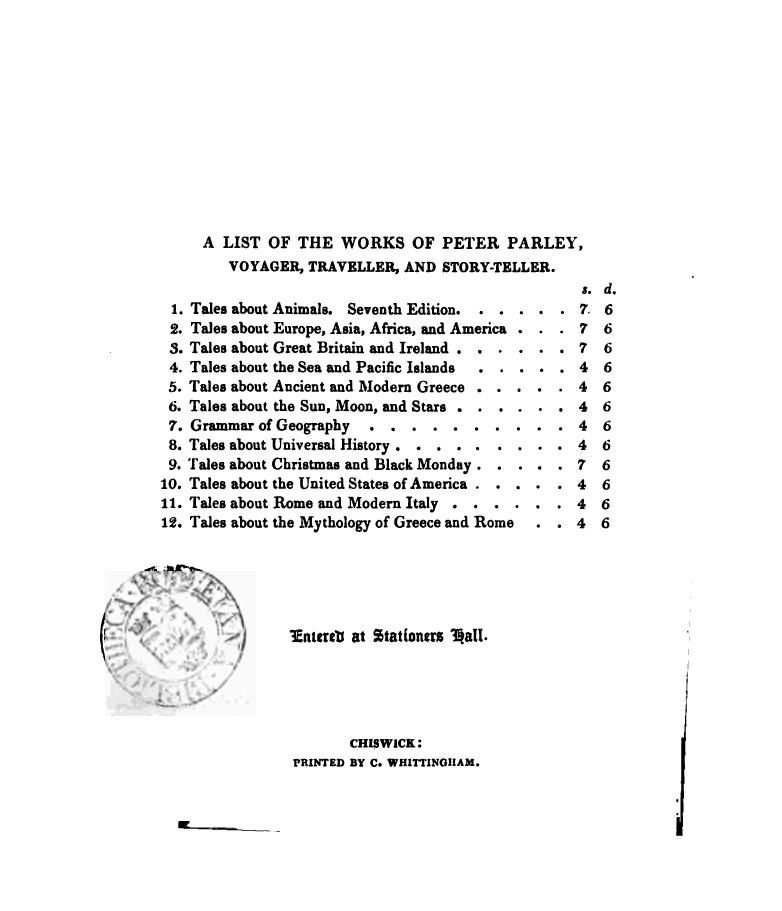 A LIST OF THE WORKS OF PETER PARLEY,
VOYAGER, TRAVELLER, AND STORY-TELLER.
s. d.
1. Tales about Animals. Seventh Edition. . . . . . 7 6
2. Tales about Europe, Asia, Africa, and America . . . 7 6
3. Tales about Great Britain and Ireland . . . . . . 7 6
4. Tales about the Sea and Pacific Islands . . . . . 4 6
5. Tales about Ancient and Modern Greece . . . . . 4 6
6. Tales about the Sun, Moon, and Stars . . . . . . 4 6
7. Grammar of Geography . . . . . . . . . . 4 6
8. Tales about Universal History . . . . . . . . . 4 6
9. Tales about Christmas and Black Monday . . . . . 7 6
10. Tales about the United States of America . . . . . 4 6
11. Tales about Rome and Modern Italy . . . . . . 4 6
12. Tales about the Mythology of Greece and Rome . . 4 6
Entered at Stationers Hall.
CHISWICK:
PRINTED BY C. WHITTINGHAM.